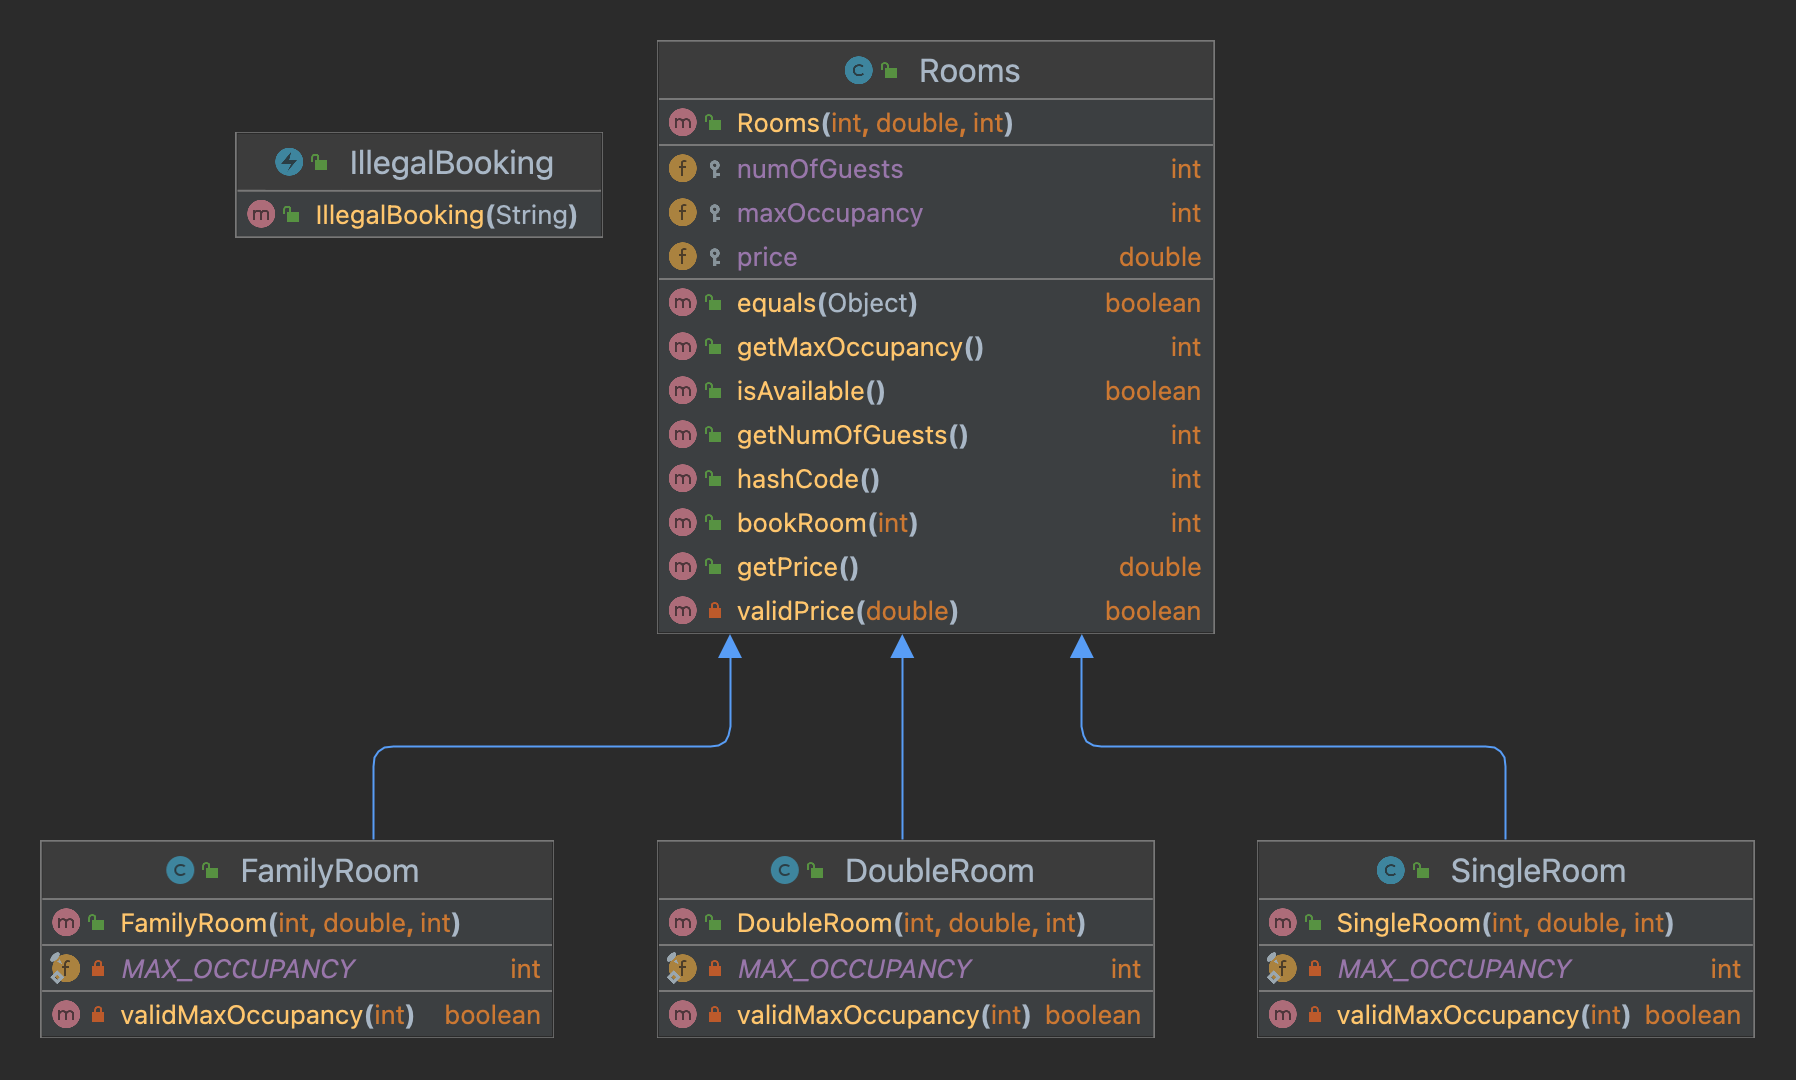 Rooms
Rooms(int, double, int)
numOfGuests int
maxOccupancy int
price double
equals(Object) boolean
getMaxOccupancy() int
isAvailable() boolean
getNumOfGuests() int
hashCode() int
bookRoom(int) int
getPrice() double
validPrice(double) boolean
IllegalBooking
IllegalBooking(String)
FamilyRoom
FamilyRoom(int, double, int)
MAX_OCCUPANCY int
validMaxOccupancy(int) boolean
DoubleRoom
DoubleRoom(int, double, int)
MAX_OCCUPANCY int
validMaxOccupancy(int) boolean
SingleRoom
SingleRoom(int, double, int)
MAX_OCCUPANCY int
validMaxOccupancy(int) boolean